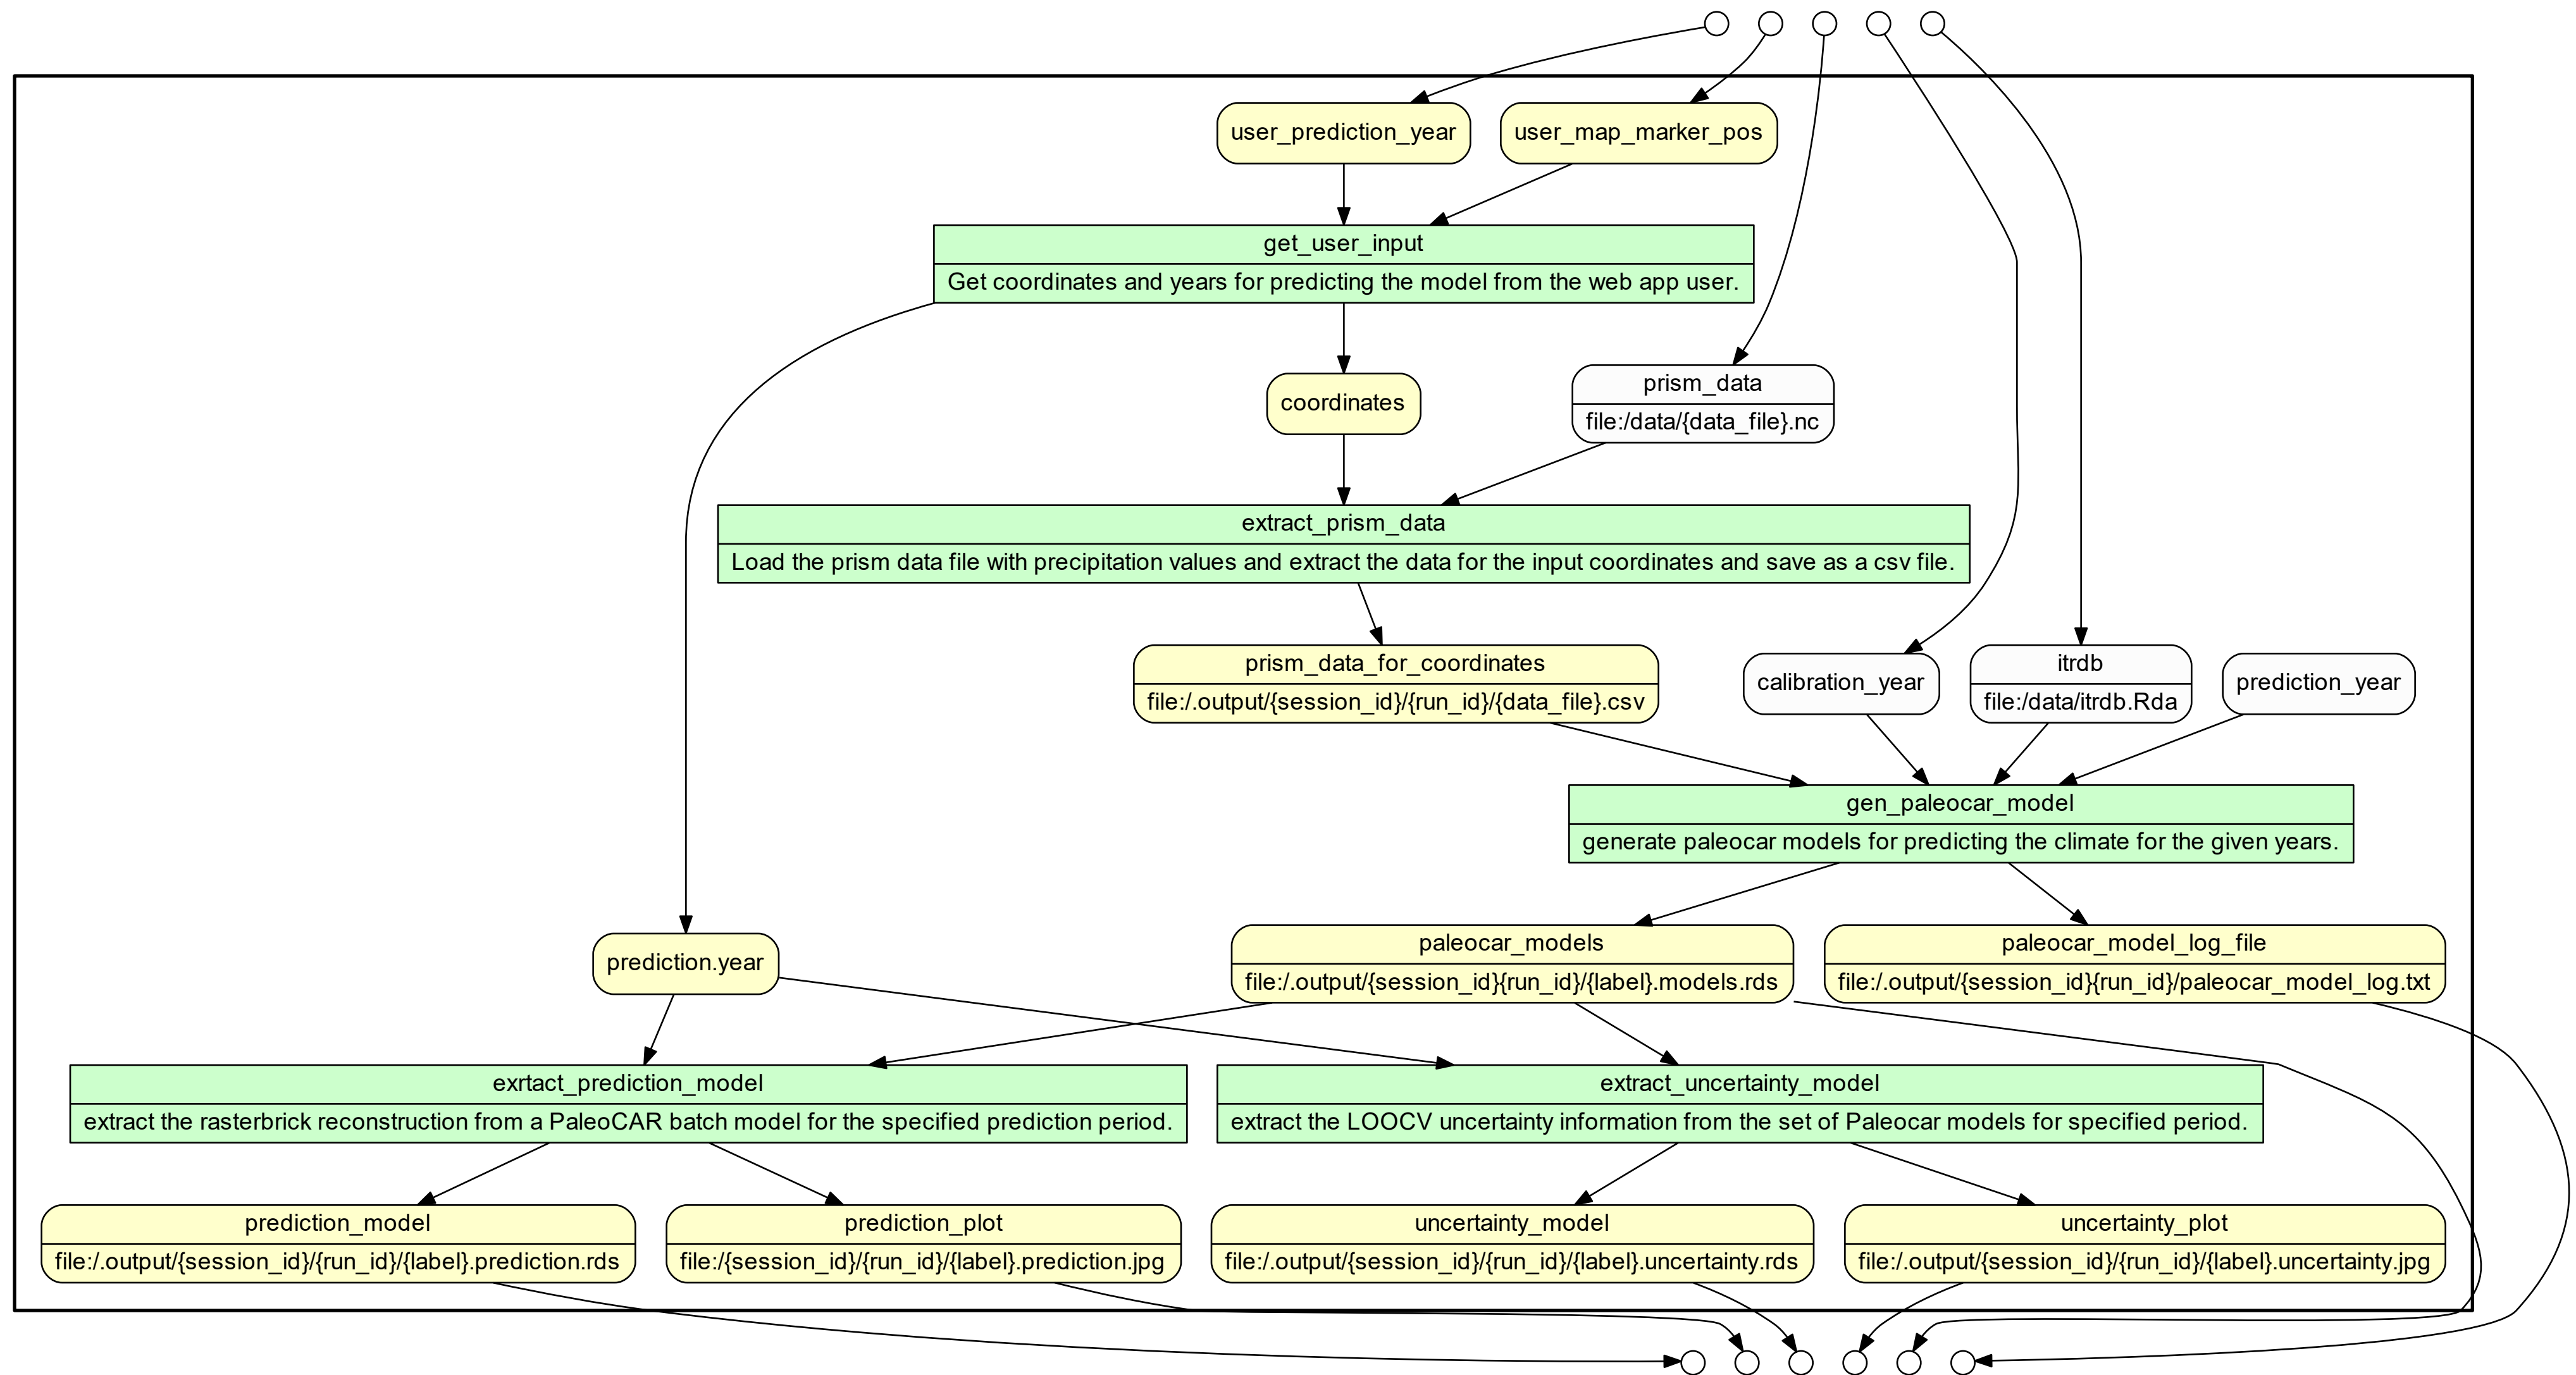 user_prediction_year
user_map_marker_pos
get_user_input
Get coordinates and years for predicting the model from the web app user.
coordinates
prism_data
file:/data/{data_file}.nc
extract_prism_data
Load the prism data file with precipitation values and extract the data for the input coordinates and save as a csv file.
prism_data_for_coordinates
file:/.output/{session_id}/{run_id}/{data_file}.csv
calibration_year
itrdb
file:/data/itrdb.Rda
prediction_year
gen_paleocar_model
generate paleocar models for predicting the climate for the given years.
prediction.year
paleocar_models
file:/.output/{session_id}{run_id}/{label}.models.rds
paleocar_model_log_file
file:/.output/{session_id}{run_id}/paleocar_model_log.txt
exrtact_prediction_model
extract the rasterbrick reconstruction from a PaleoCAR batch model for the specified prediction period.
extract_uncertainty_model
extract the LOOCV uncertainty information from the set of Paleocar models for specified period.
prediction_model
file:/.output/{session_id}/{run_id}/{label}.prediction.rds
prediction_plot
file:/{session_id}/{run_id}/{label}.prediction.jpg
uncertainty_model
file:/.output/{session_id}/{run_id}/{label}.uncertainty.rds
uncertainty_plot
file:/.output/{session_id}/{run_id}/{label}.uncertainty.jpg